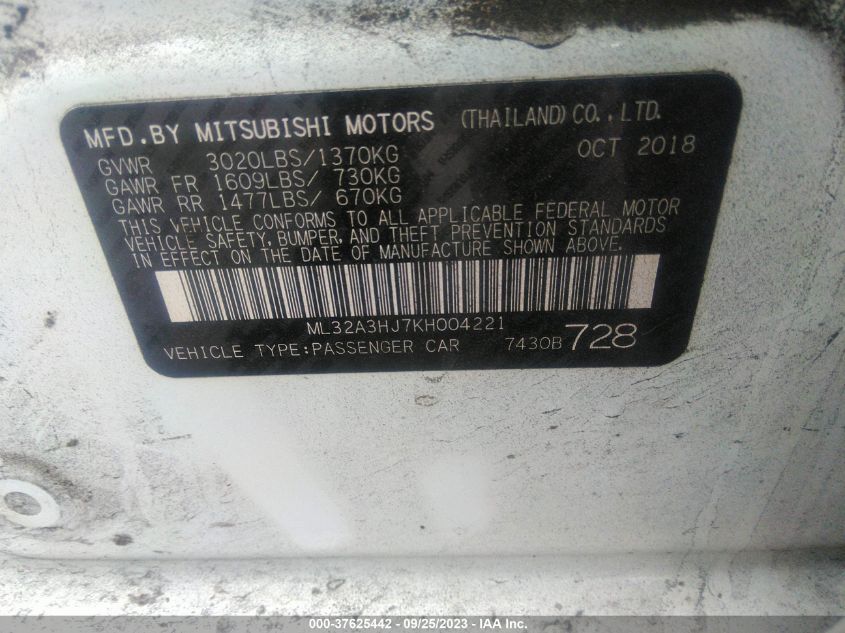 MFD.BY MITSUBISHI MOTORS (THAILAND)CO.,LTD.
GVWR 3020LBS/1370KG OCT 2018
GAWR FR 1609LBS/ 730KG
GAWR RR 1477LBS/ 670KG
THIS VEHICLE CONFORMS TO ALL APPLICABLE FEDERAL MOTOR
VEHICLE SAFETY, BUMPER, AND THEFT PREVENTION STANDARDS
IN EFFECT ON THE DATE OF MANUFACTURE SHOWN ABOVE.
ML32A3HJ7KH004221
VEHICLE TYPE:PASSENGER CAR 7430B 728
000-37625442 - 09/25/2023 - IAA Inc.